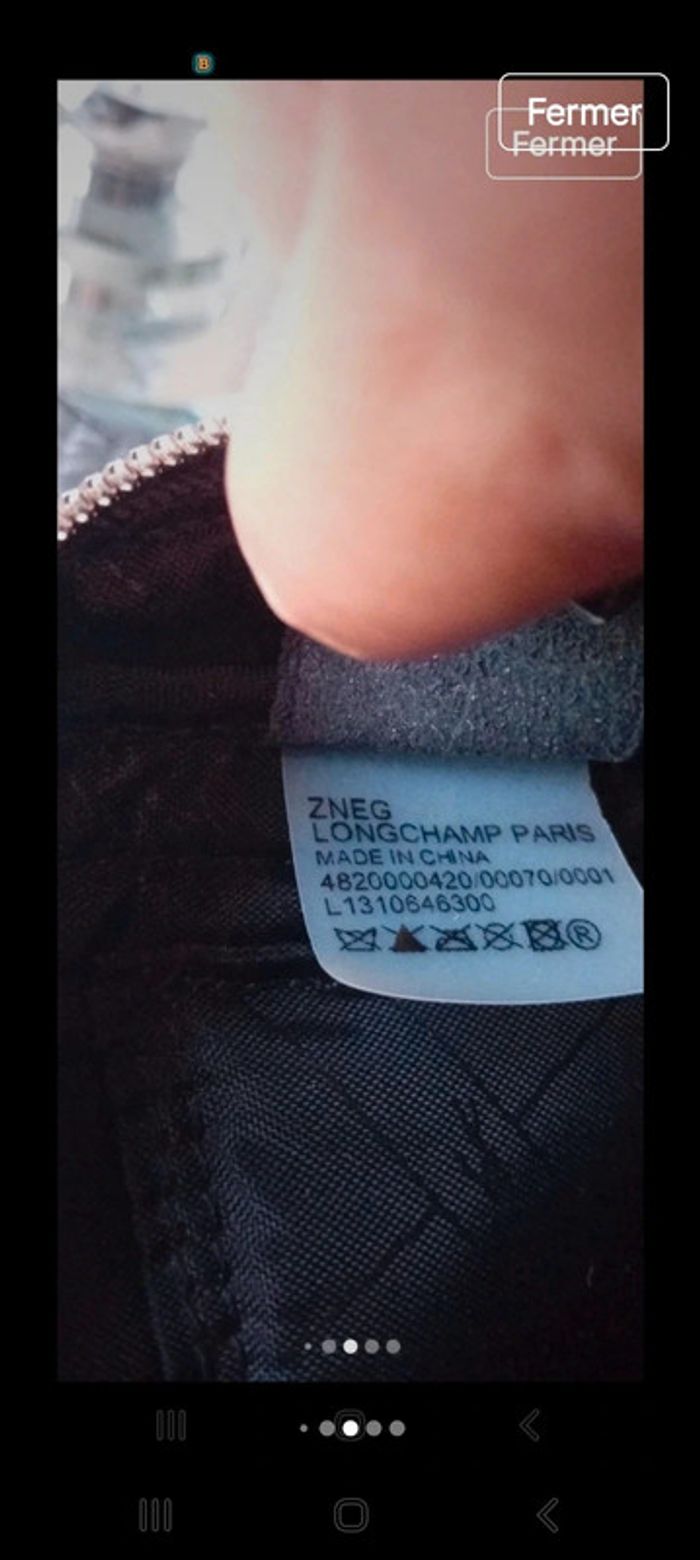 Fermer
Fermer
ZNEG
LONGCHAMP PARIS
MADE IN CHINA
4820000420/00070/0001
L1310646300
®